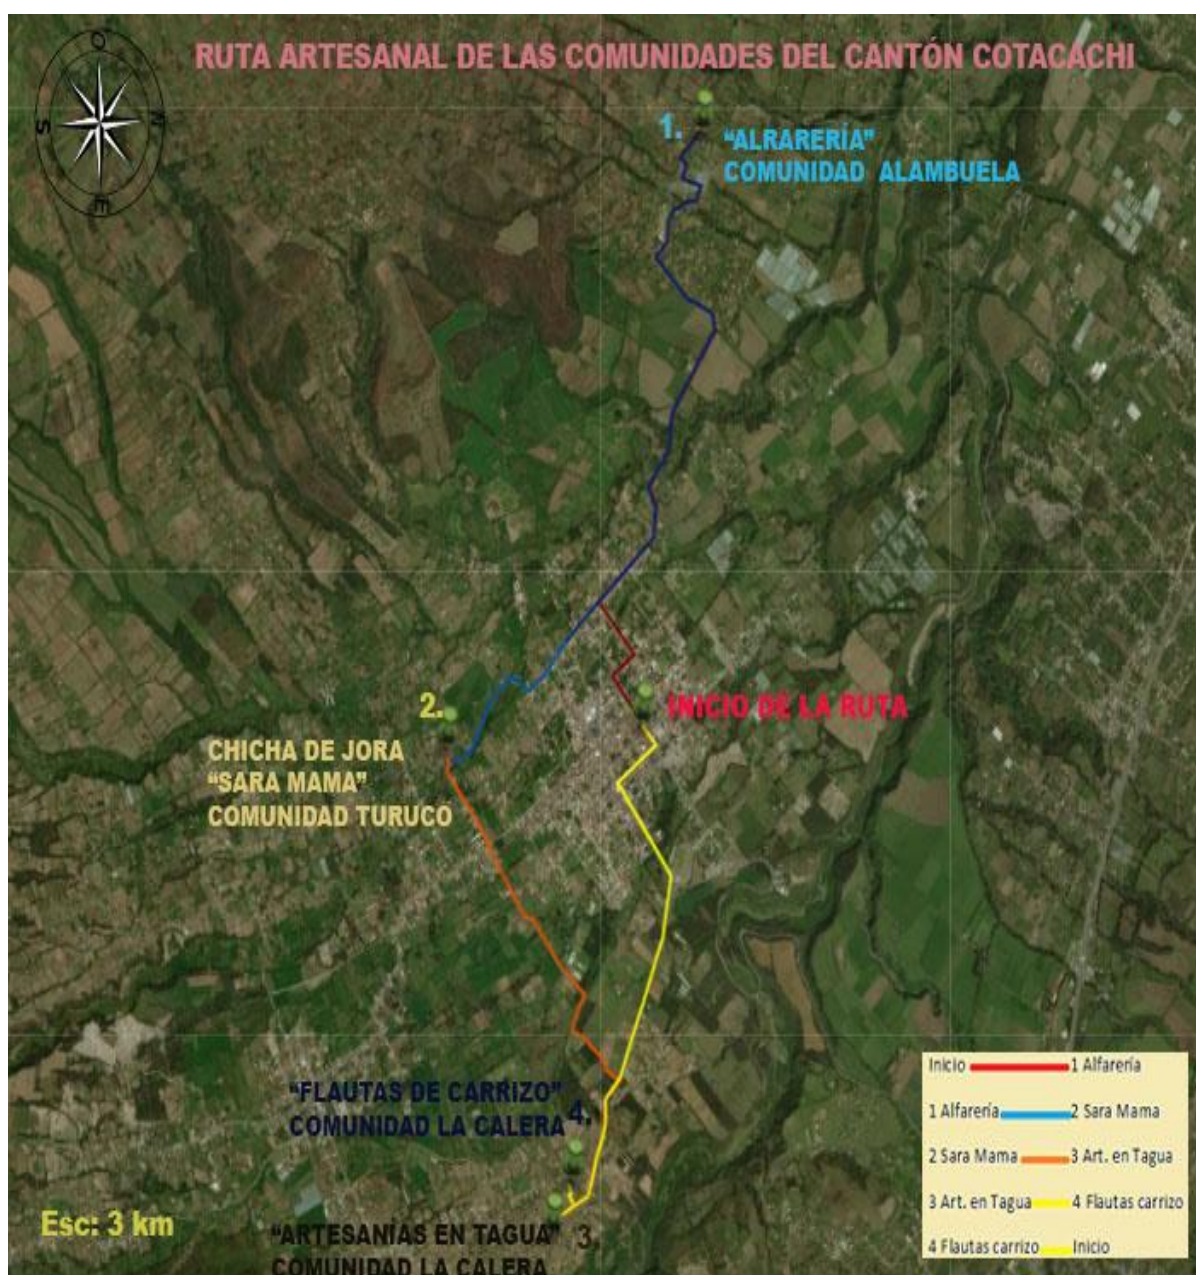 RUTA ARTESANAL DE LAS COMUNIDADES DEL CANTÓN COTACACHI
O
N
S
E
1. “ALRARERÍA”
COMUNIDAD ALAMBUELA
INICIO DE LA RUTA
2.
CHICHA DE JORA
“SARA MAMA”
COMUNIDAD TURUCO
“FLAUTAS DE CARRIZO”
COMUNIDAD LA CALERA 4.
“ARTESANÍAS EN TAGUA” 3.
COMUNIDAD LA CALERA
Esc: 3 km
Inicio 1 Alfarería
1 Alfarería 2 Sara Mama
2 Sara Mama 3 Art. en Tagua
3 Art. en Tagua 4 Flautas carrizo
4 Flautas carrizo Inicio